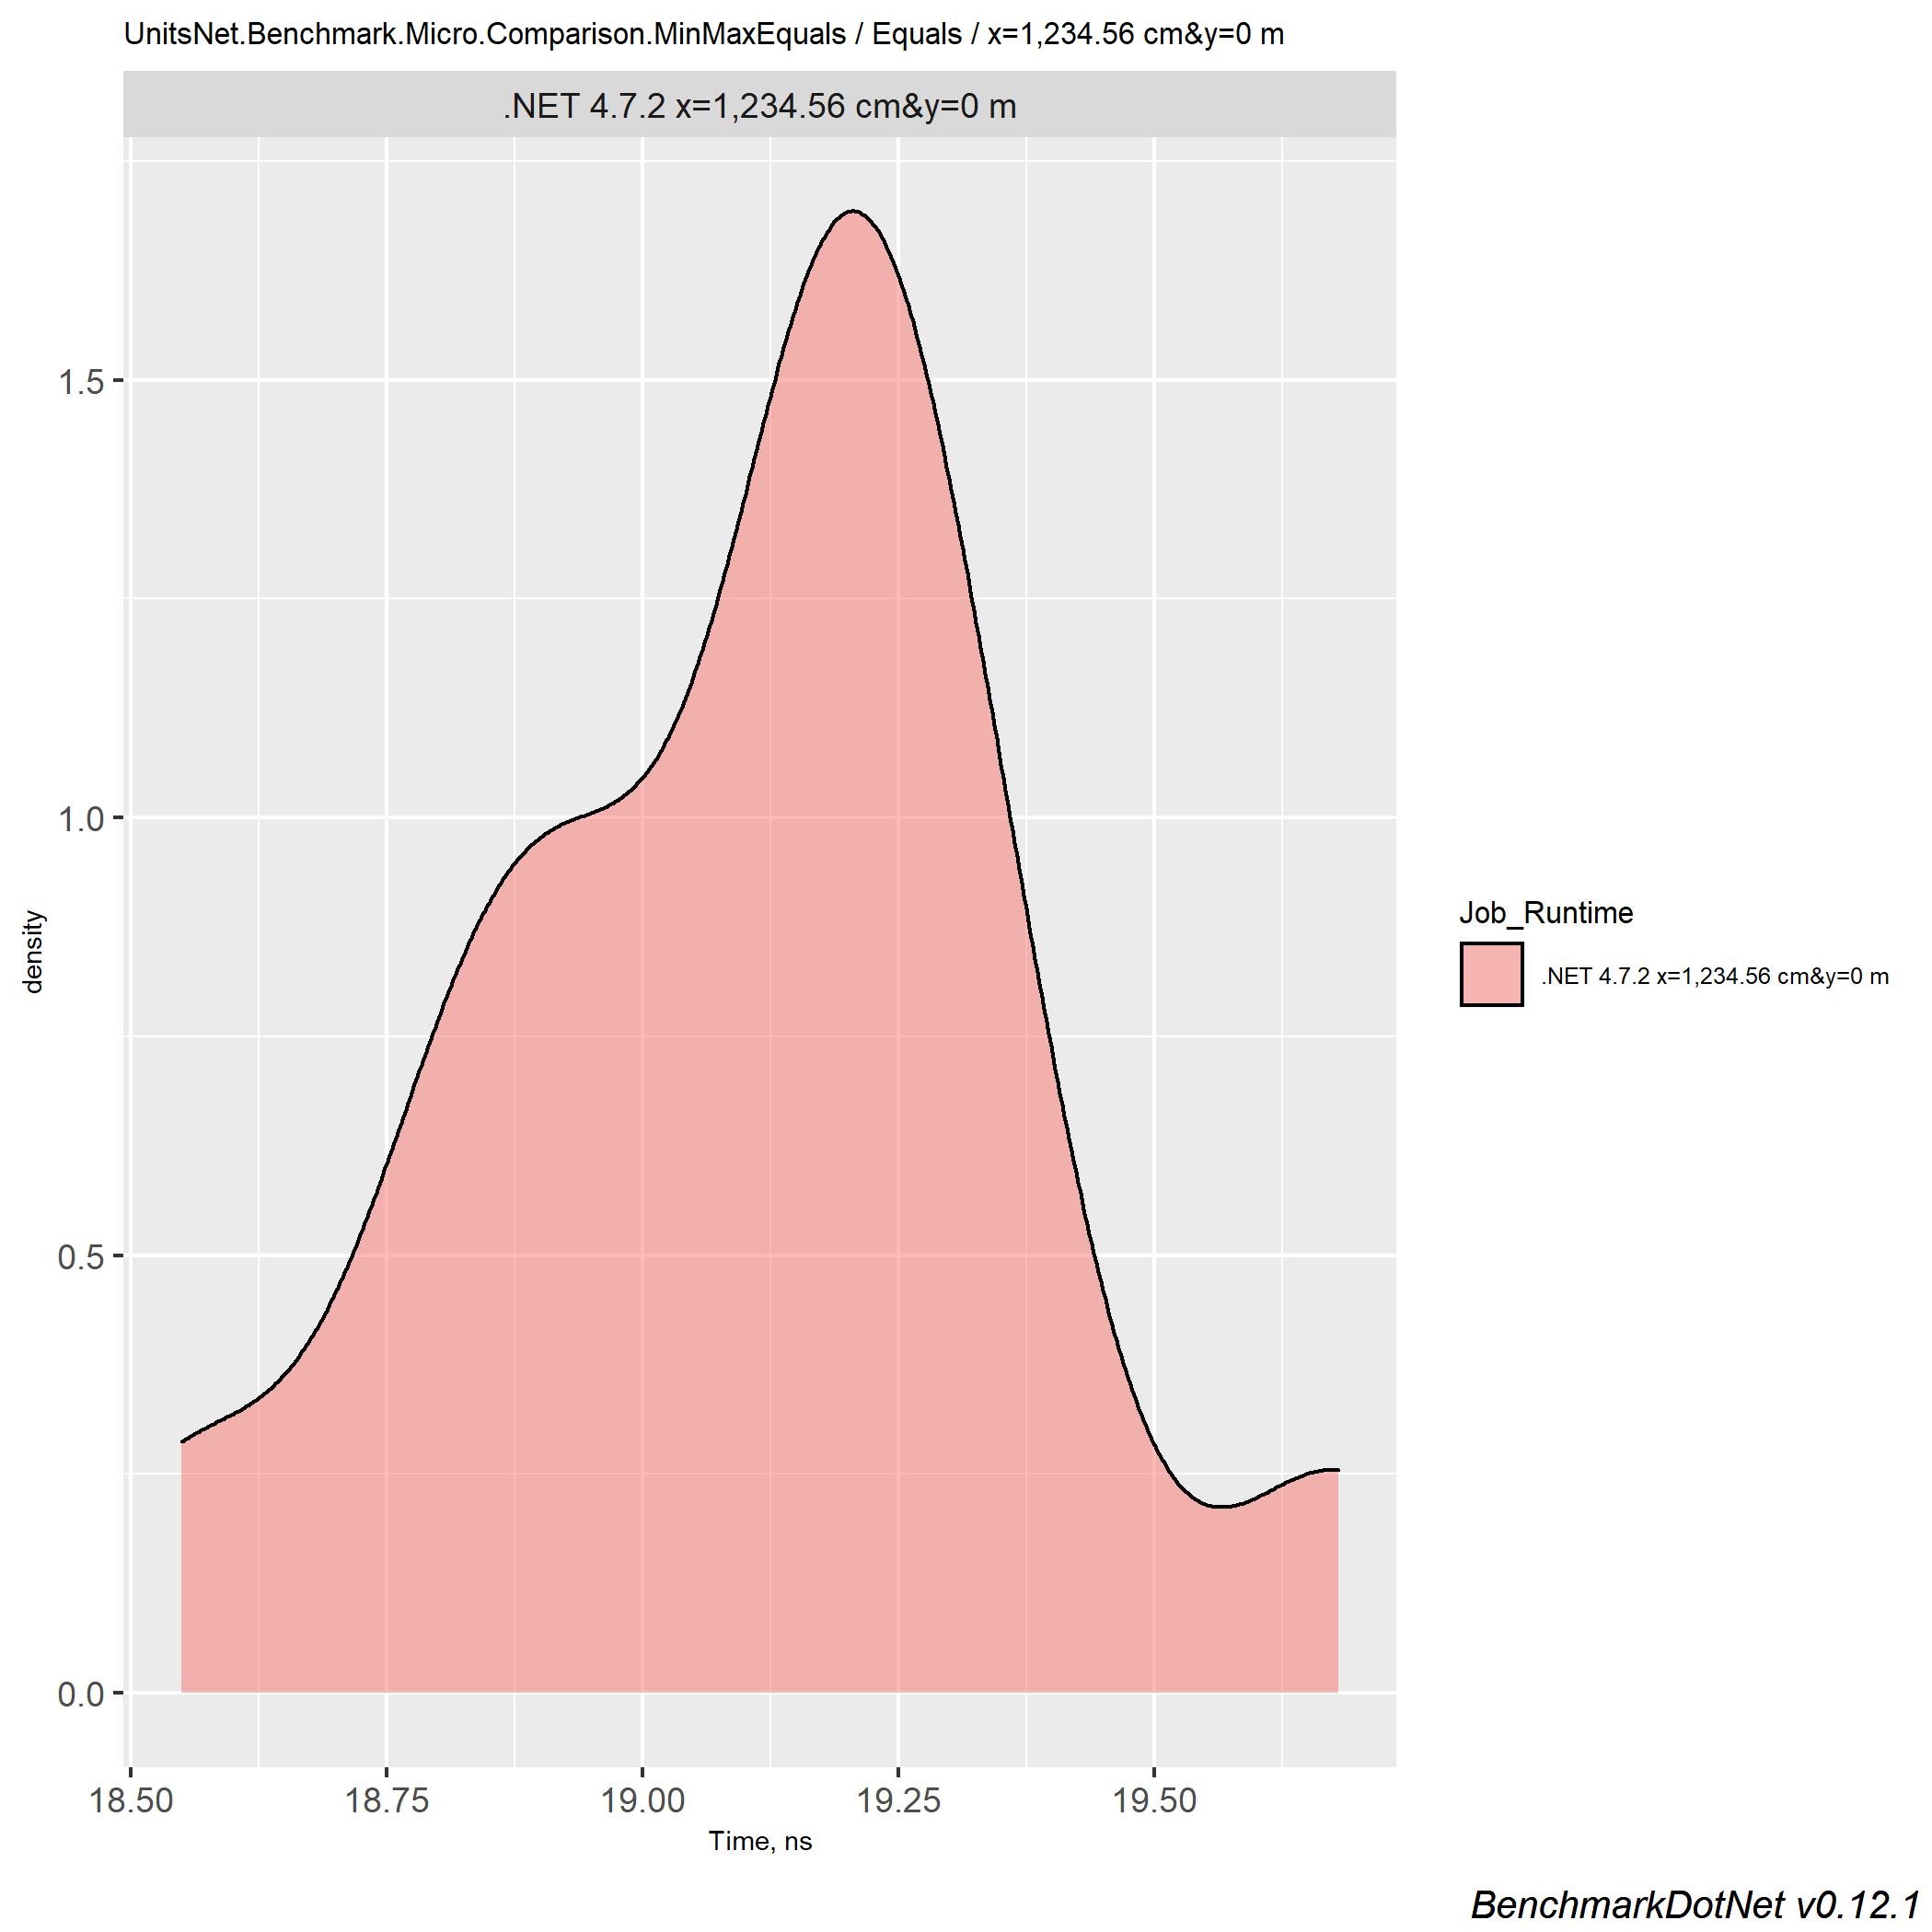 UnitsNet.Benchmark.Micro.Comparison.MinMaxEquals / Equals / x=1,234.56 cm&y=0 m
.NET 4.7.2 x=1,234.56 cm&y=0 m
1.5
1.0
0.5
0.0
density
18.50 18.75 19.00 19.25 19.50
Time, ns
Job_Runtime
.NET 4.7.2 x=1,234.56 cm&y=0 m
BenchmarkDotNet v0.12.1